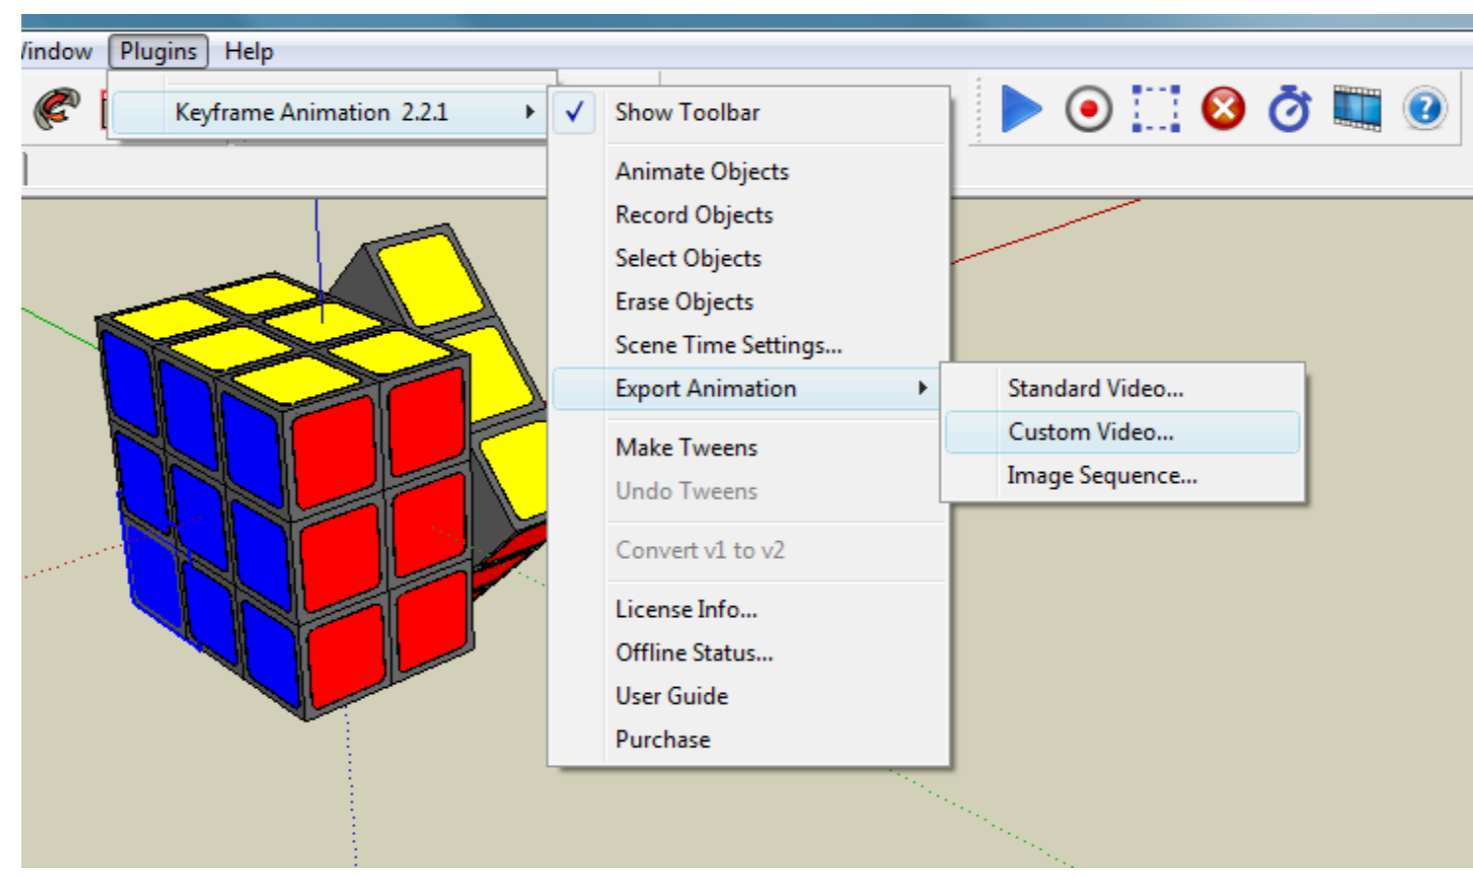 Plugins Help
Keyframe Animation 2.2.1
Show Toolbar
Animate Objects
Record Objects
Select Objects
Erase Objects
Scene Time Settings...
Export Animation
Standard Video...
Custom Video...
Image Sequence...
Make Tweens
Undo Tweens
Convert v1 to v2
License Info...
Offline Status...
User Guide
Purchase